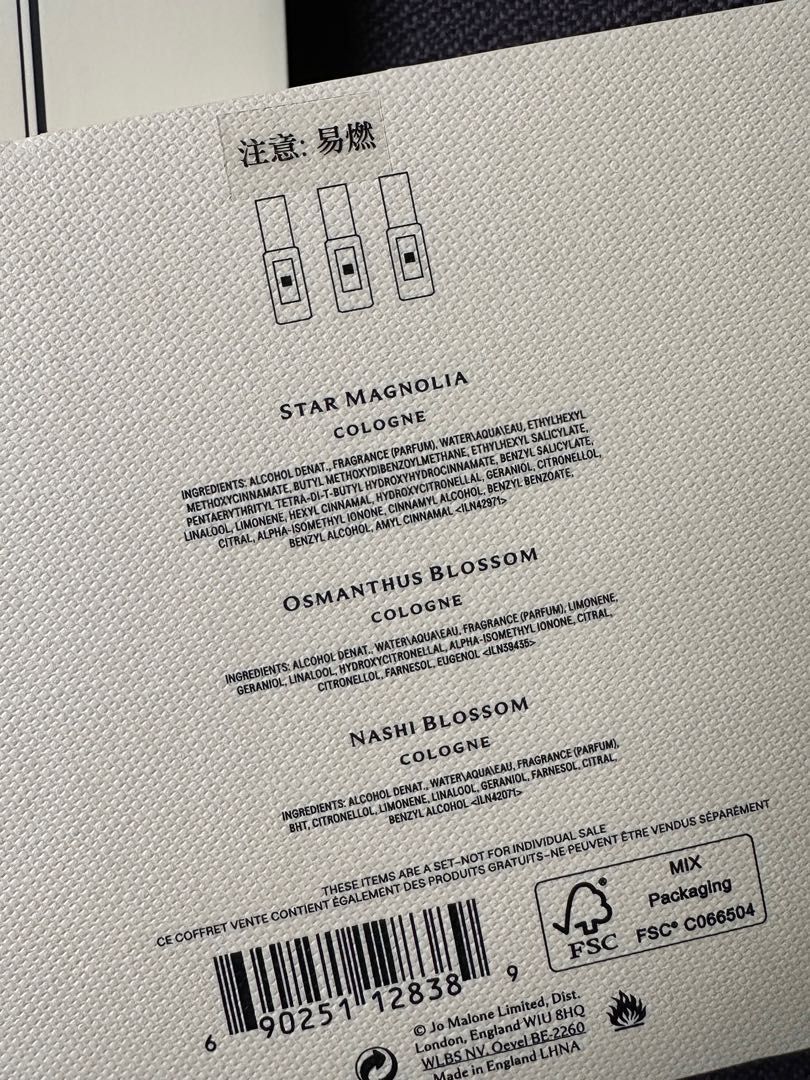 注意: 易燃
STAR MAGNOLIA
COLOGNE
INGREDIENTS: ALCOHOL DENAT., FRAGRANCE (PARFUM), WATER\AQUA\EAU, ETHYLHEXYL
METHOXYCINNAMATE, BUTYL METHOXYDIBENZOYLMETHANE, ETHYLHEXYL SALICYLATE,
PENTAERYTHRITYL TETRA-DI-T-BUTYL HYDROXYHYDROCINNAMATE, BENZYL SALICYLATE,
LINALOOL, LIMONENE, HEXYL CINNAMAL, HYDROXYCITRONELLAL, GERANIOL, CITRONELLOL,
CITRAL, ALPHA-ISOMETHYL IONONE, CINNAMYL ALCOHOL, BENZYL BENZOATE,
BENZYL ALCOHOL, AMYL CINNAMAL <ILN42971>
OSMANTHUS BLOSSOM
COLOGNE
INGREDIENTS: ALCOHOL DENAT., WATER\AQUA\EAU, FRAGRANCE (PARFUM), LIMONENE,
GERANIOL, LINALOOL, HYDROXYCITRONELLAL, ALPHA-ISOMETHYL IONONE, CITRAL,
CITRONELLOL, FARNESOL, EUGENOL <ILN39435>
NASHI BLOSSOM
COLOGNE
INGREDIENTS: ALCOHOL DENAT., WATER\AQUA\EAU, FRAGRANCE (PARFUM),
BHT, CITRONELLOL, LIMONENE, LINALOOL, GERANIOL, FARNESOL, CITRAL,
BENZYL ALCOHOL <ILN42071>
THESE ITEMS ARE A SET-NOT FOR INDIVIDUAL SALE
CE COFFRET VENTE CONTIENT ÉGALEMENT DES PRODUITS GRATUITS-NE PEUVENT ÊTRE VENDUS SÉPARÉMENT
6 90251 12838 9
FSC
MIX
Packaging
FSC® C066504
© Jo Malone Limited, Dist.
London, England W1U 8HQ
WLBS NV. Oevel BE-2260
Made in England LHNA